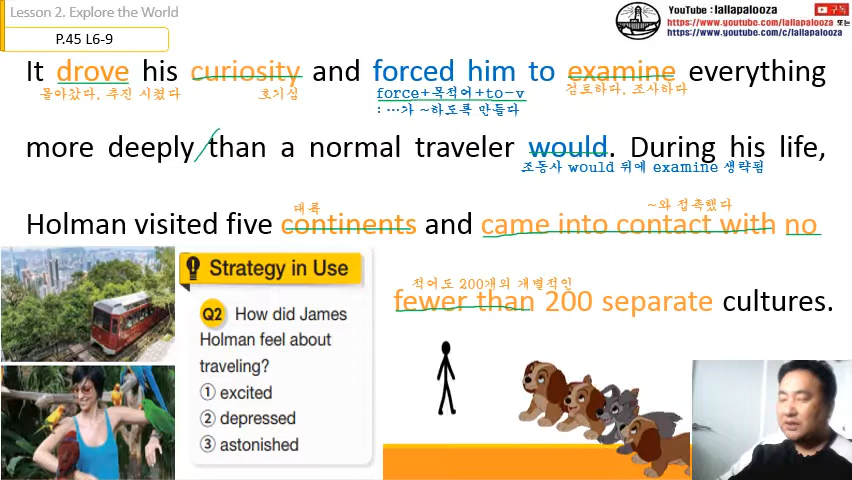 Lesson 2. Explore the World
P.45 L6-9
YouTube : lallapalooza
구독
https://www.youtube.com/lallapalooza 또는
https://www.youtube.com/c/lallapalooza
It drove his curiosity and forced him to examine everything
몰아갔다. 추진 시켰다 호기심 force+목적어+to-v 검토하다. 조사하다
: ...가 ~하도록 만들다
more deeply than a normal traveler would. During his life,
조동사 would 뒤에 examine 생략됨
대륙 ~와 접촉했다
Holman visited five continents and came into contact with no
적어도 200개의 개별적인
fewer than 200 separate cultures.
Strategy in Use
Q2 How did James
Holman feel about
traveling?
① excited
② depressed
③ astonished